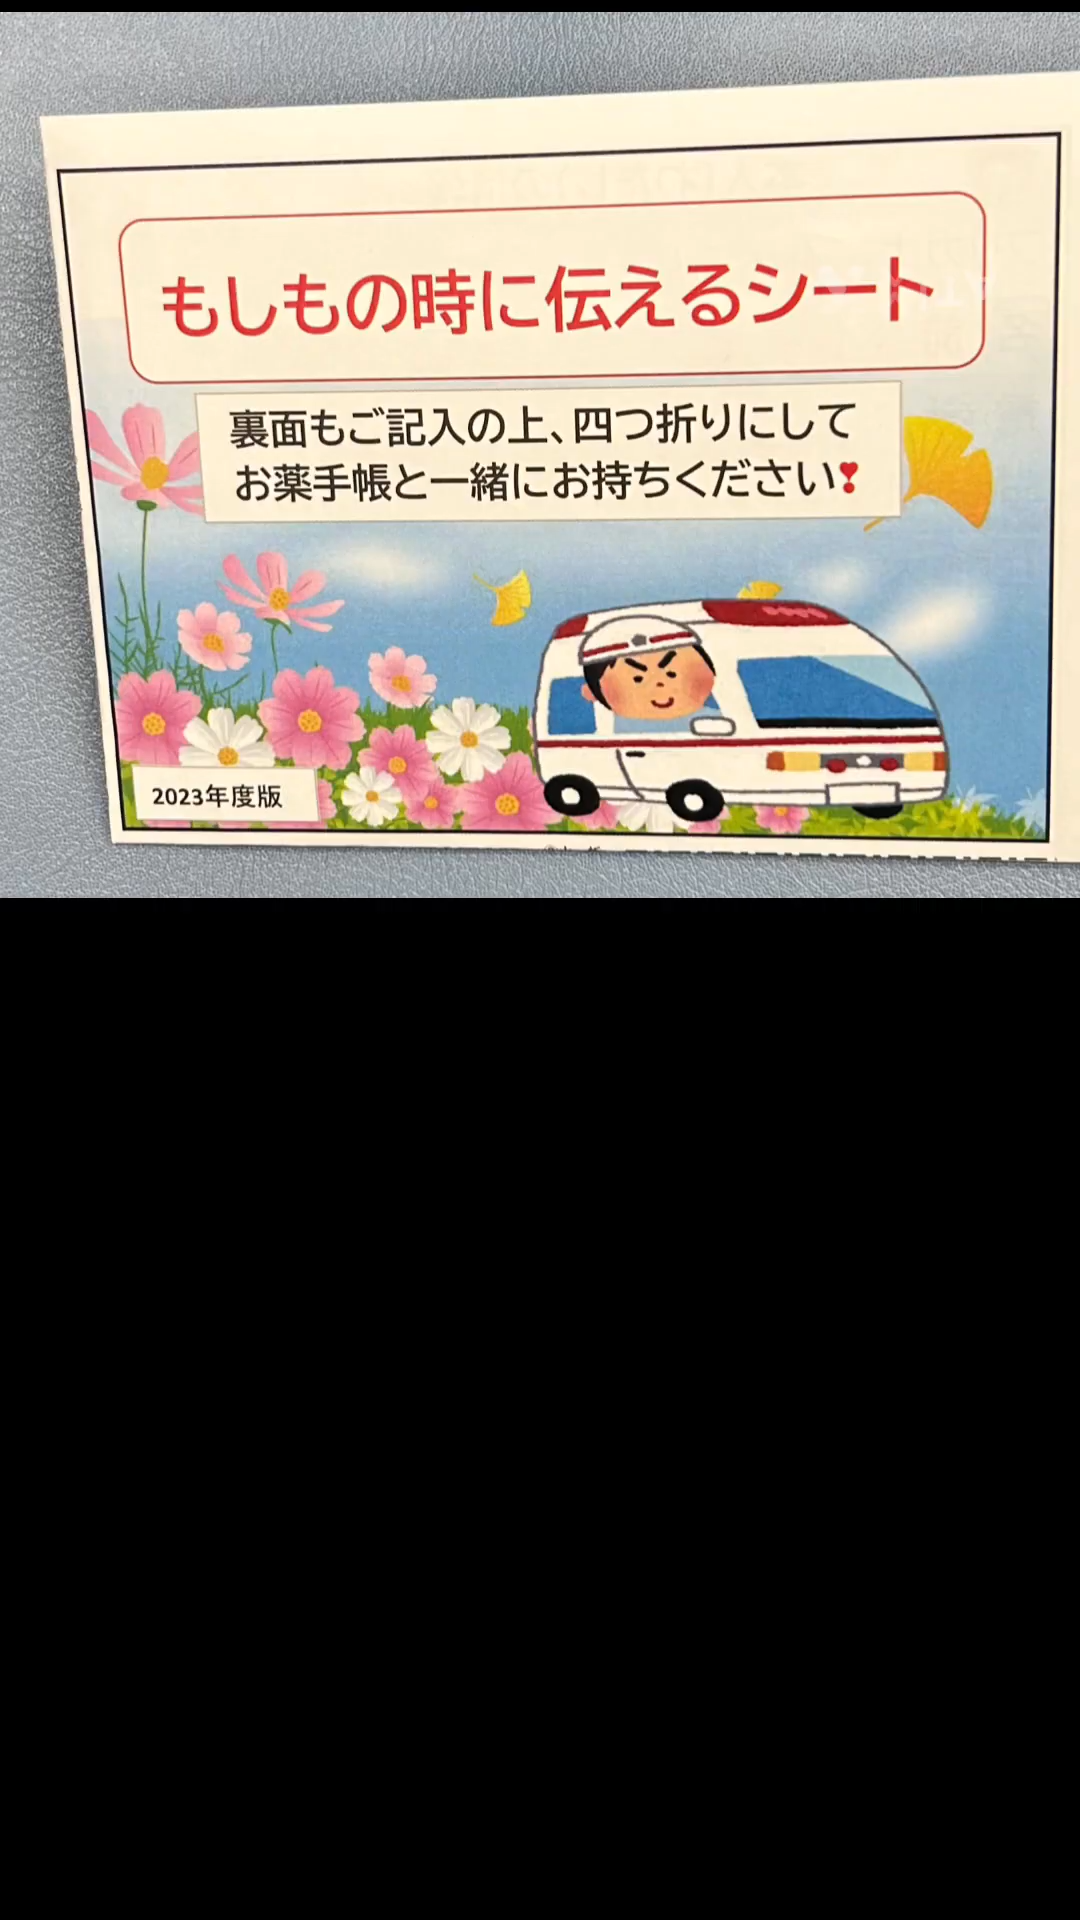 もしもの時に伝えるシート
裏面もご記入の上、四つ折りにして
お薬手帳と一緒にお持ちください❣
2023年度版